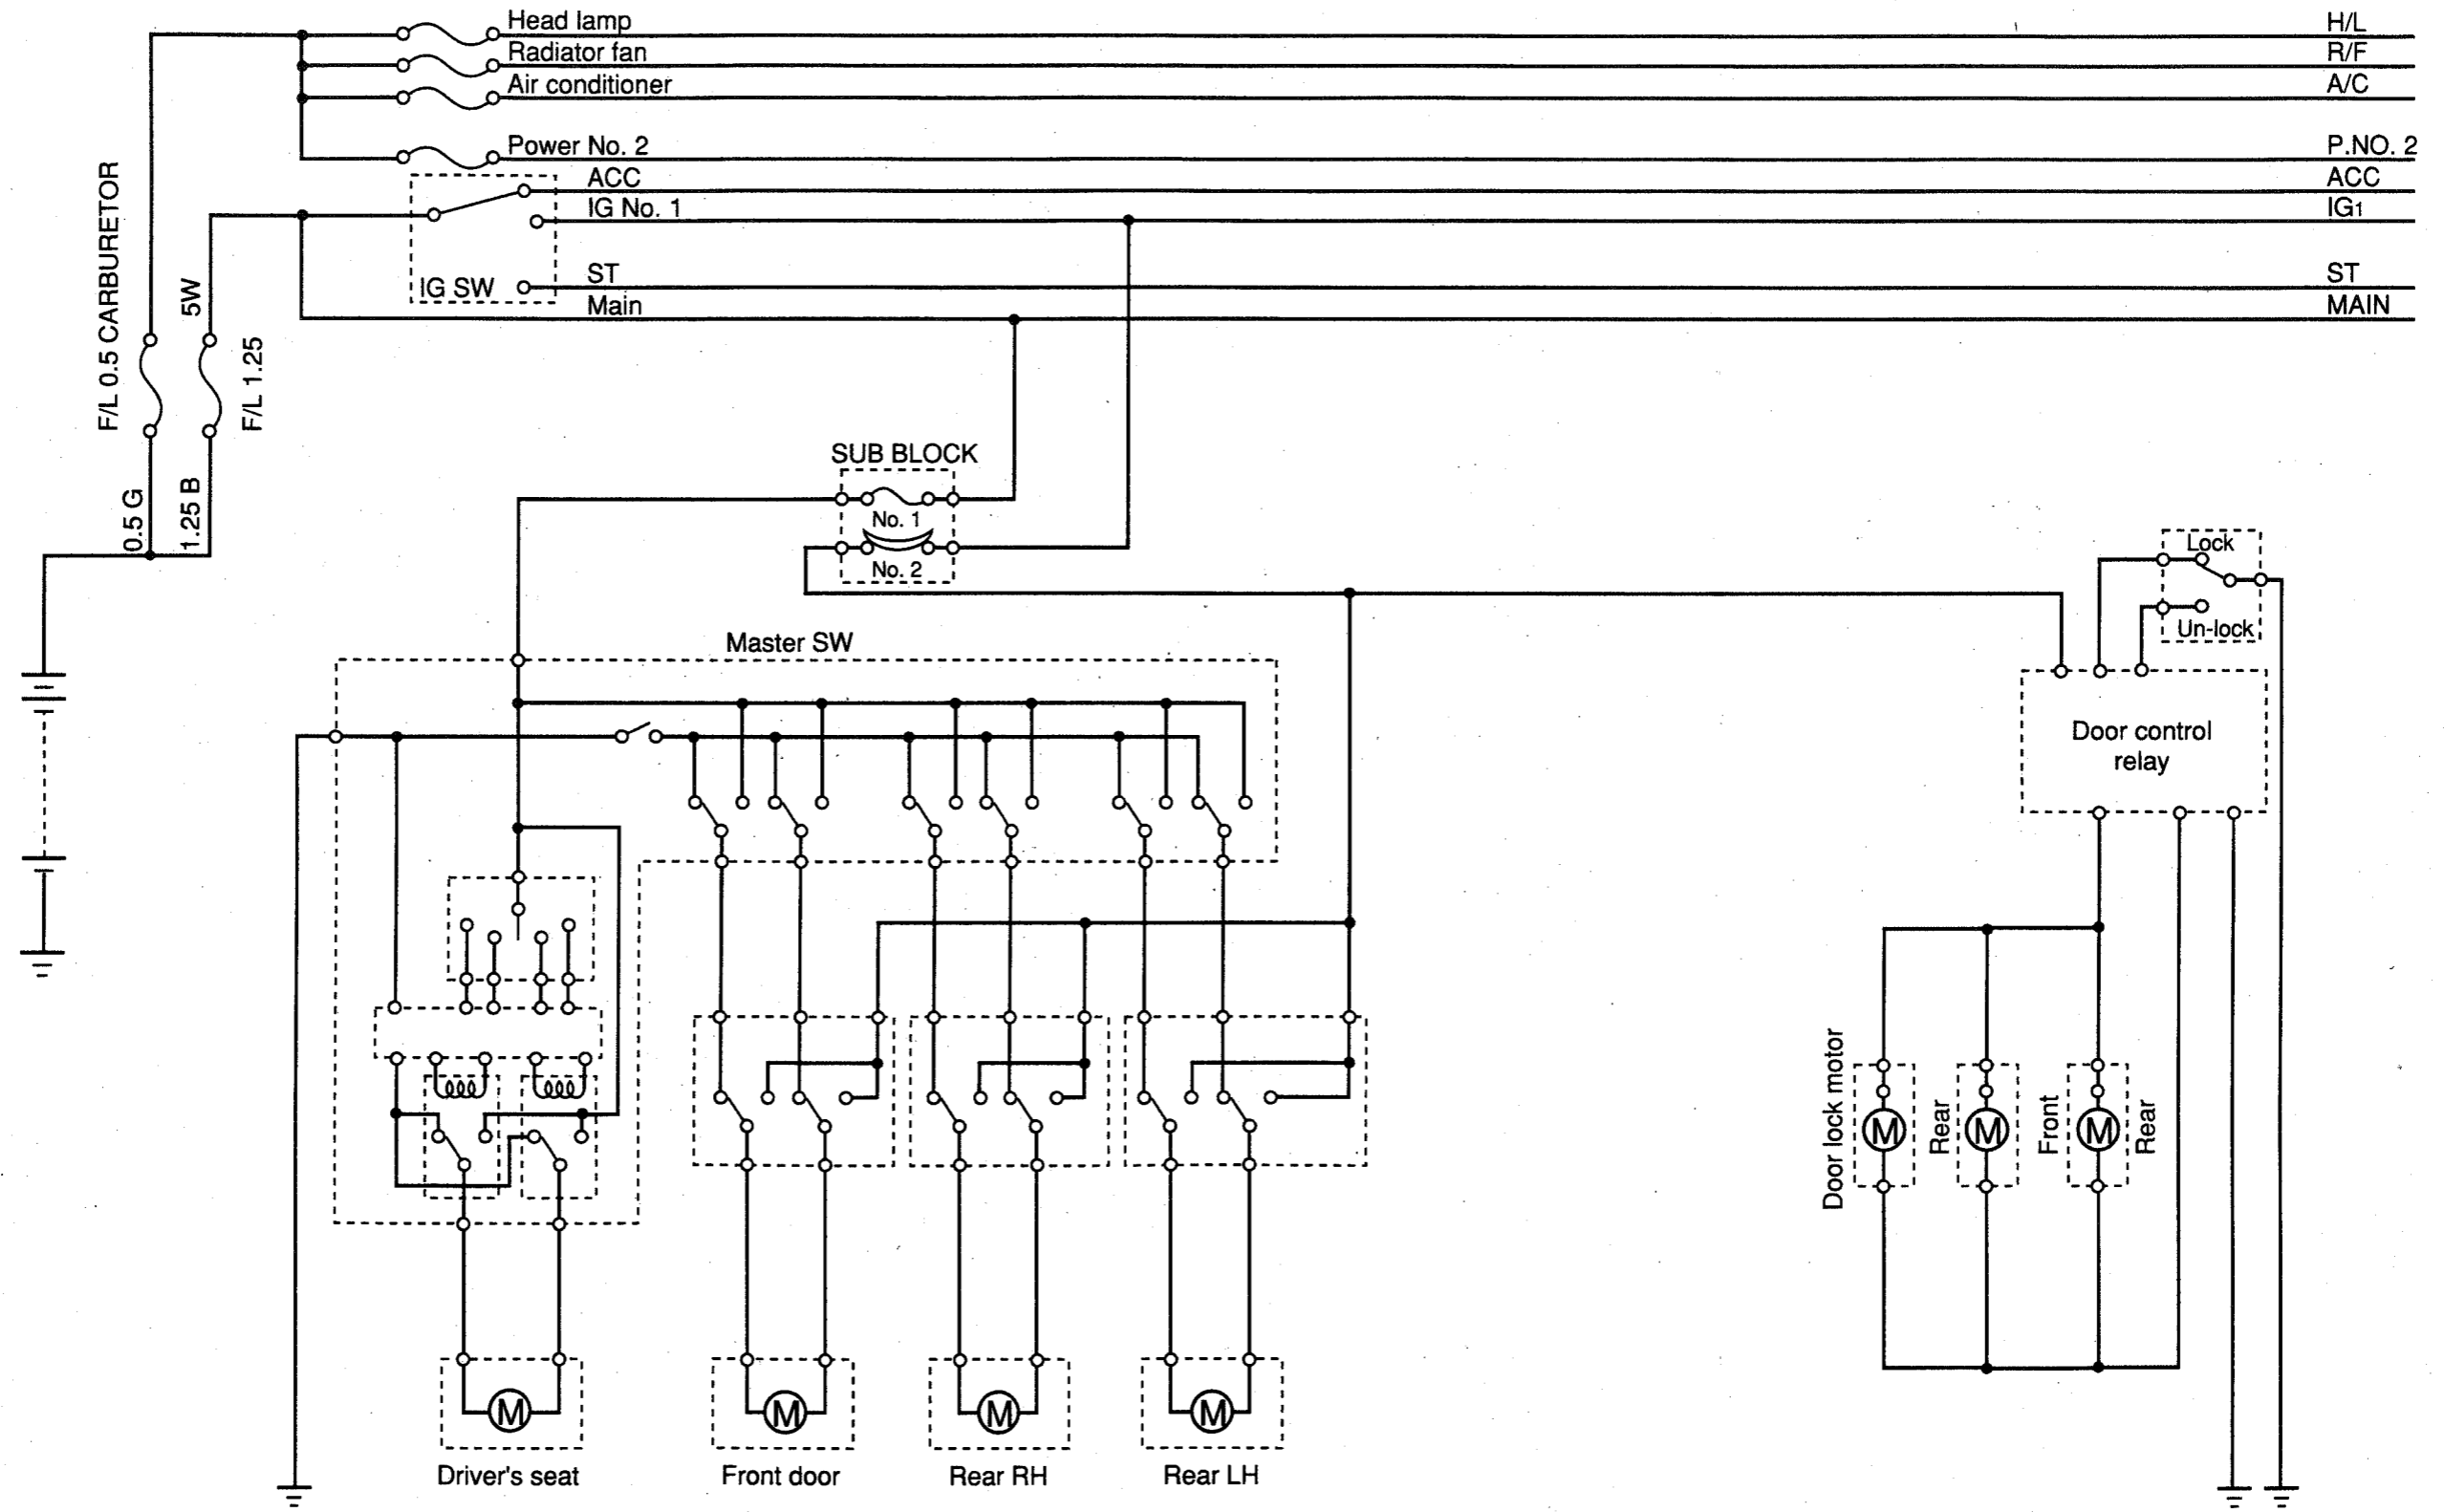 Head lamp
H/L
Radiator fan
R/F
Air conditioner
A/C
Power No. 2
P.NO. 2
ACC
ACC
IG No. 1
IG1
IG SW
ST
ST
Main
MAIN
F/L 0.5 CARBURETOR
5W
F/L 1.25
0.5 G
1.25 B
SUB BLOCK
No. 1
No. 2
Lock
Un-lock
Master SW
Door control
relay
Door lock motor
M
Rear
M
Front
M
Rear
M
M
M
M
Driver's seat
Front door
Rear RH
Rear LH